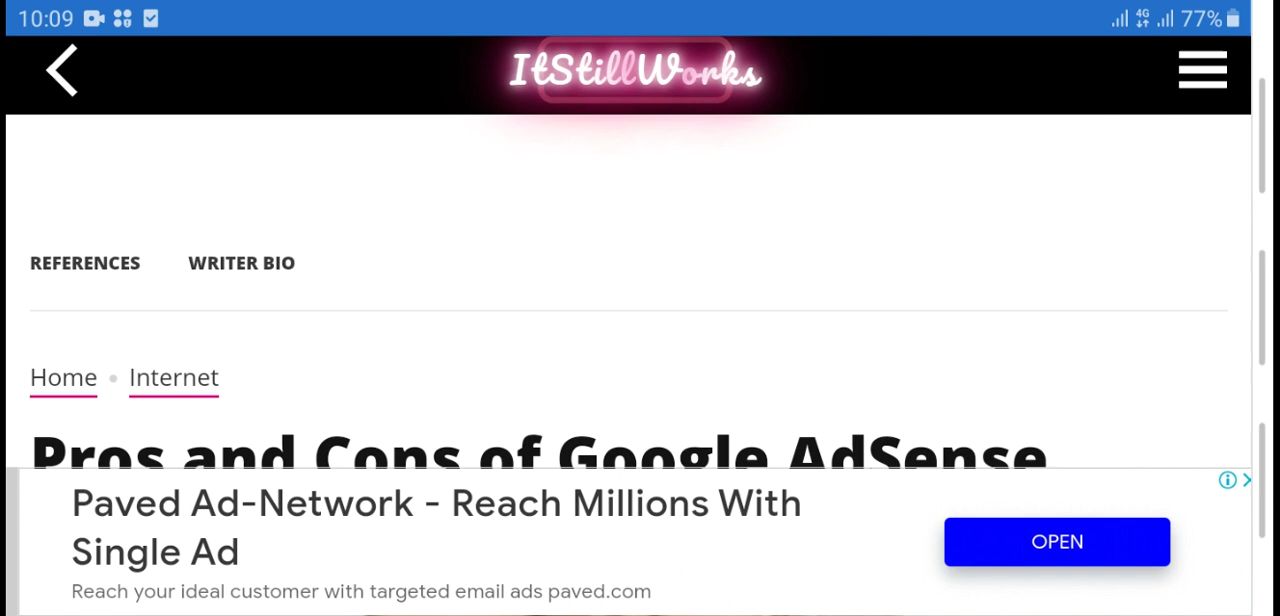 10:09
4G 77%
ItStillWorks
REFERENCES WRITER BIO
Home • Internet
Pros and Cons of Google AdSense
Paved Ad-Network - Reach Millions With
Single Ad
OPEN
Reach your ideal customer with targeted email ads paved.com